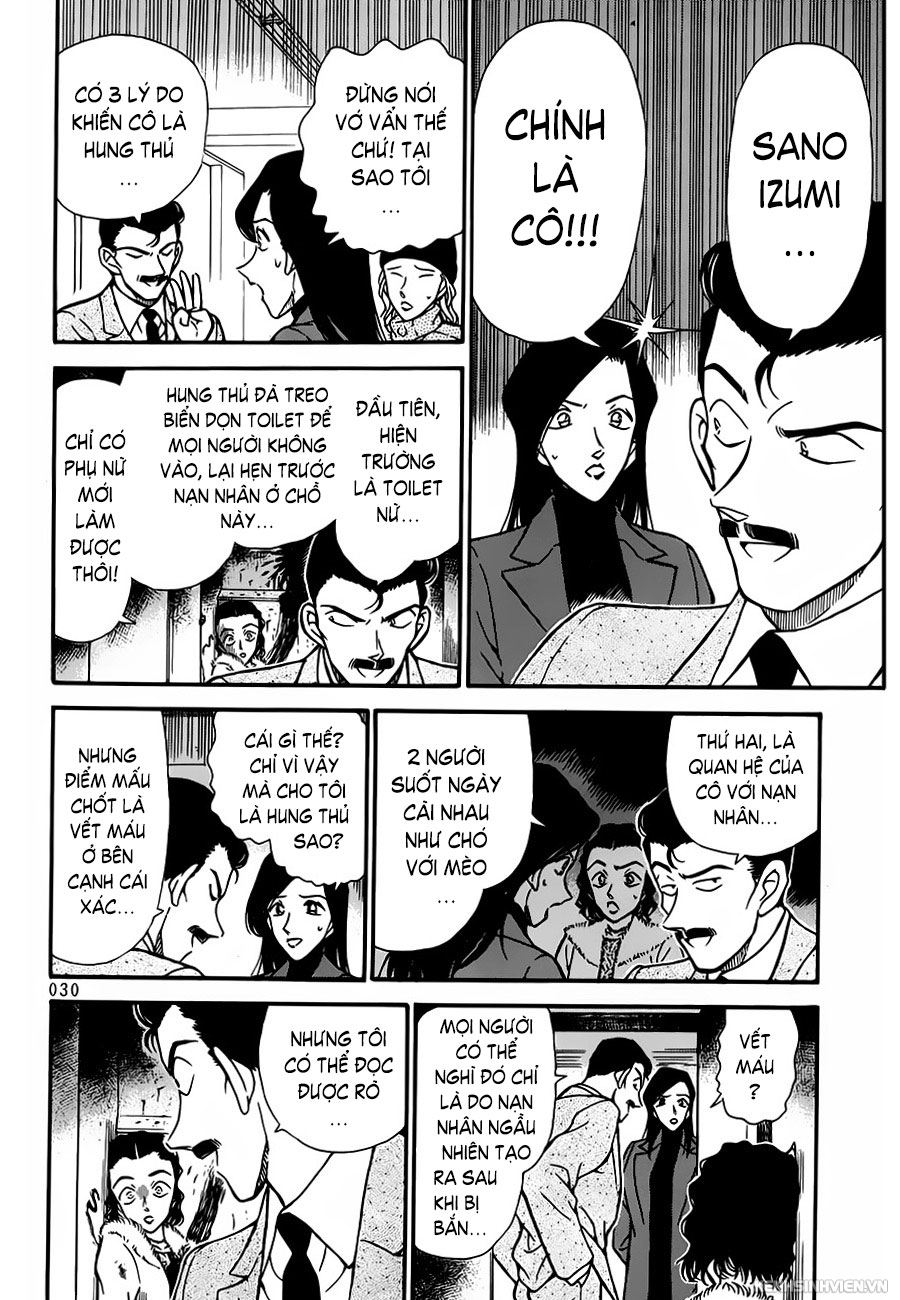 SANO
IZUMI
...
CHÍNH
LÀ
CÔ!!!
ĐỪNG NÓI
VỚ VẨN THẾ
CHỨ! TẠI
SAO TÔI
...
CÓ 3 LÝ DO
KHIẾN CÔ LÀ
HUNG THỦ
...
ĐẦU TIÊN,
HIỆN
TRƯỜNG
LÀ TOILET
NỮ...
HUNG THỦ ĐÀ TREO
BIỂN DỌN TOILET ĐỂ
MỌI NGƯỜI KHÔNG
VÀO, LẠI HẸN TRƯỚC
NẠN NHÂN Ở CHỖ
NÀY...
CHỈ CÓ
PHỤ NỮ
MỚI
LÀM
ĐƯỢC
THÔI!
THỨ HAI, LÀ
QUAN HỆ CỦA
CÔ VỚI NẠN
NHÂN...
2 NGƯỜI
SUỐT NGÀY
CẢI NHAU
NHƯ CHÓ
VỚI MÈO
...
CÁI GÌ THẾ?
CHỈ VÌ VẬY
MÀ CHO TÔI
LÀ HUNG THỦ
SAO?
NHƯNG
ĐIỂM MẤU
CHỐT LÀ
VẾT MÁU
Ở BÊN
CẠNH CÁI
XÁC...
030
VẾT
MÁU
?
MỌI NGƯỜI
CÓ THỂ
NGHỈ ĐÓ CHỈ
LÀ DO NẠN
NHÂN NGẪU
NHIÊN TẠO
RA SAU
KHI BỊ
BẮN...
NHƯNG TÔI
CÓ THỂ ĐỌC
ĐƯỢC RỎ
...